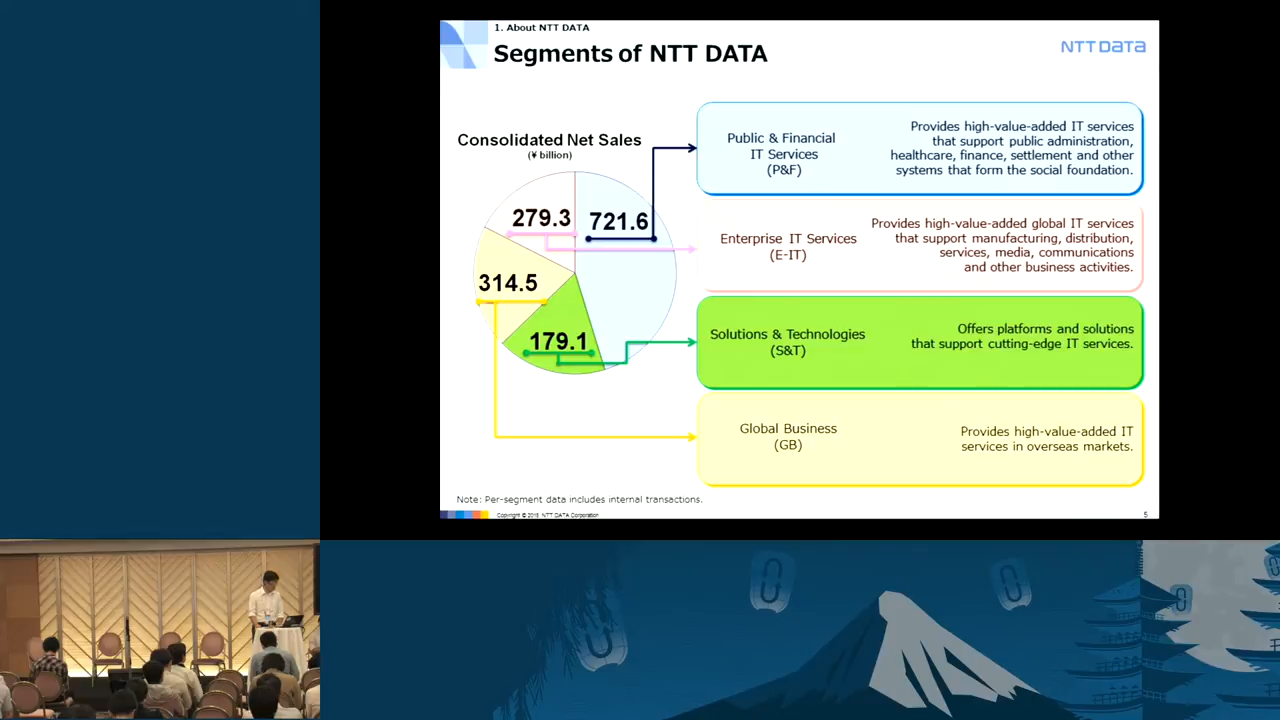 1. About NTT DATA
Segments of NTT DATA
NTT DATA
Consolidated Net Sales
(¥ billion)
279.3
721.6
314.5
179.1
Public & Financial
IT Services
(P&F)
Provides high-value-added IT services
that support public administration,
healthcare, finance, settlement and other
systems that form the social foundation.
Enterprise IT Services
(E-IT)
Provides high-value-added global IT services
that support manufacturing, distribution,
services, media, communications
and other business activities.
Solutions & Technologies
(S&T)
Offers platforms and solutions
that support cutting-edge IT services.
Global Business
(GB)
Provides high-value-added IT
services in overseas markets.
Note: Per-segment data includes internal transactions.
Copyright © 2015 NTT DATA Corporation
5